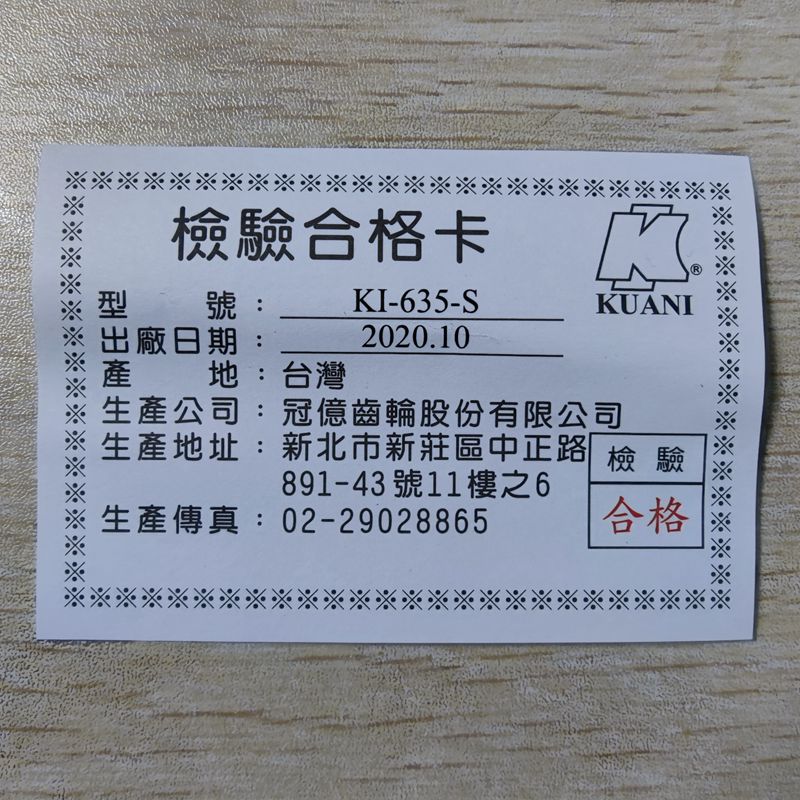 檢驗合格卡
K®
KUANI
型 號：KI-635-S
出廠日期：2020.10
產 地：台灣
生產公司：冠億齒輪股份有限公司
生產地址：新北市新莊區中正路
891-43號11樓之6
生產傳真：02-29028865
檢 驗
合格